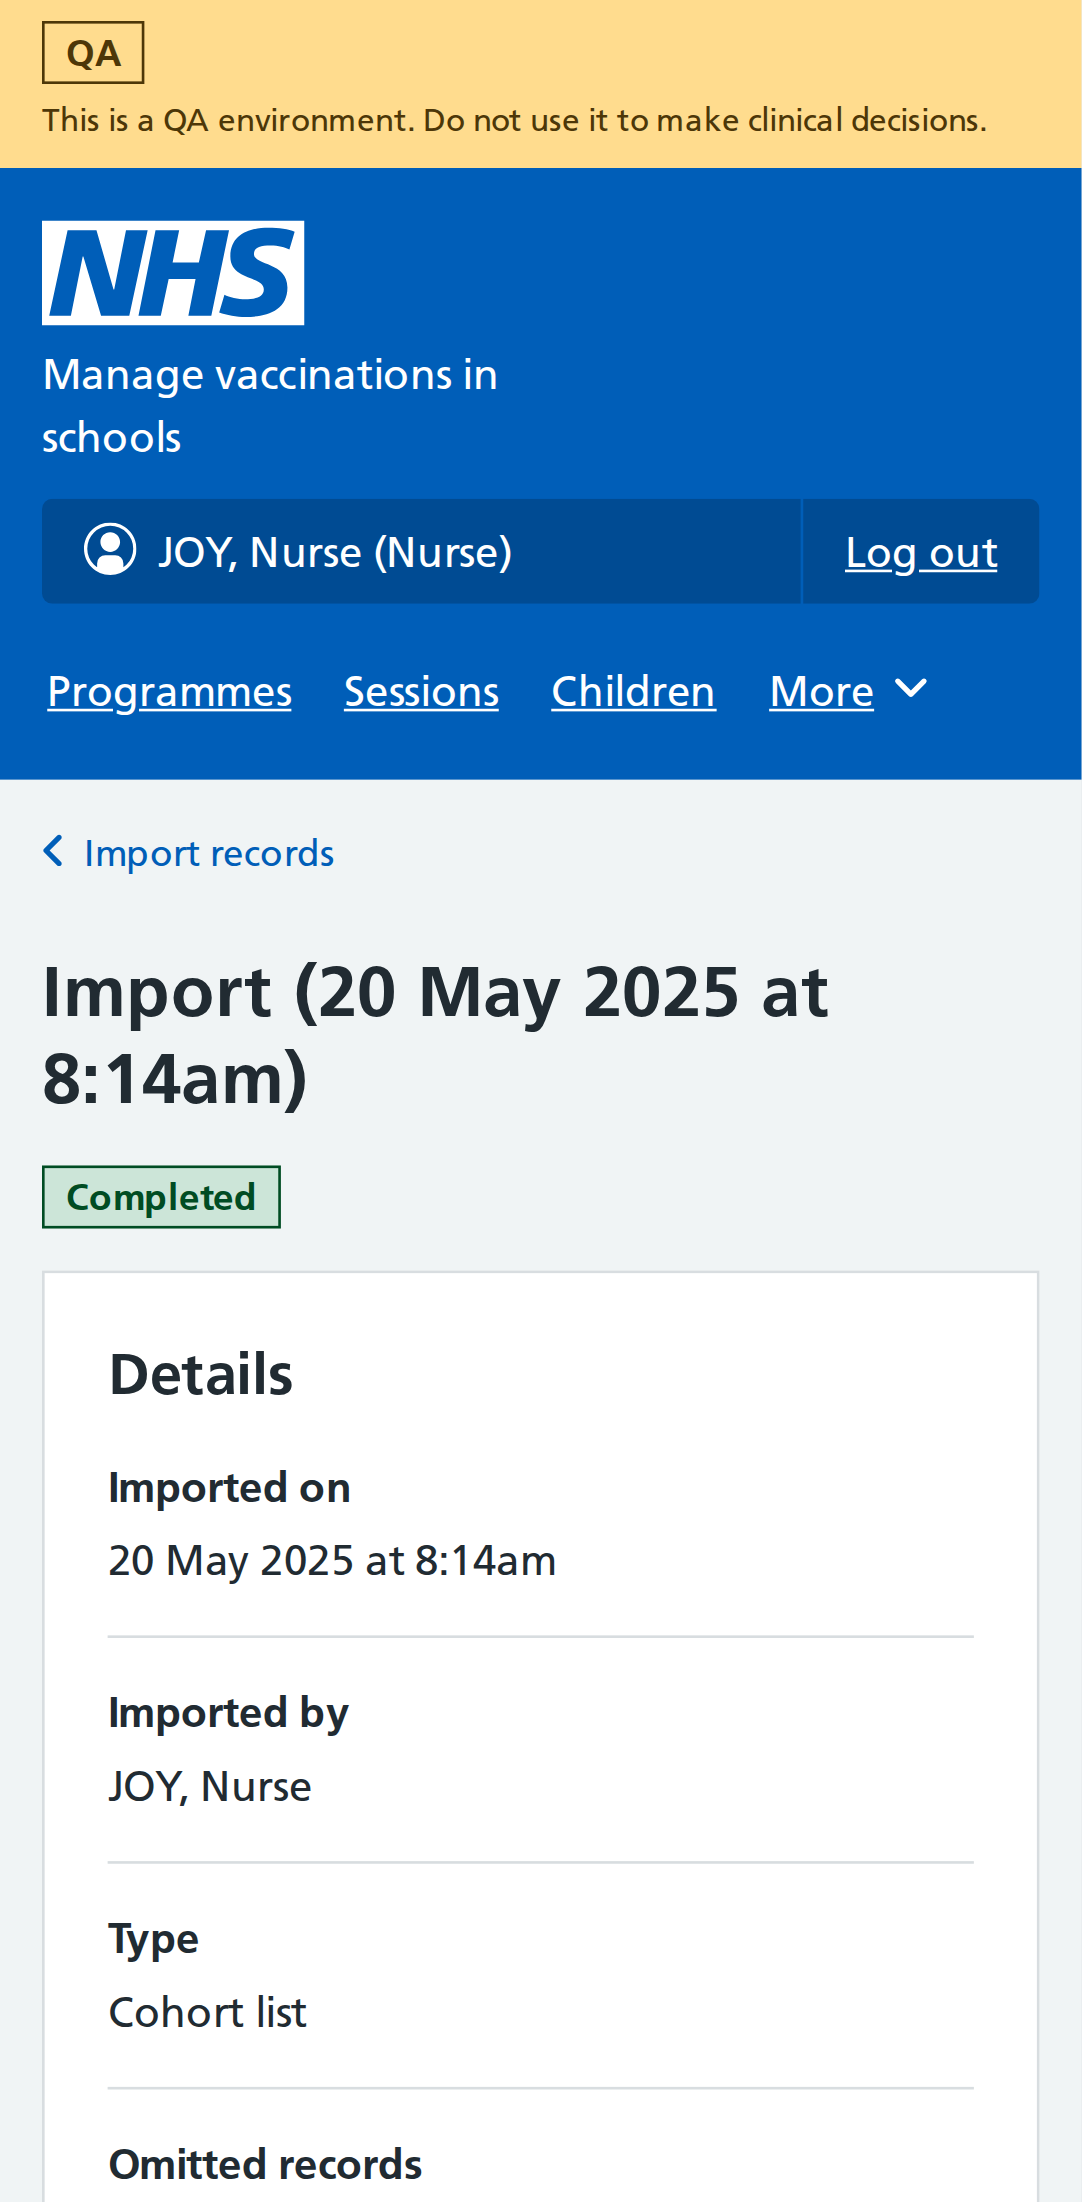 QA
This is a QA environment. Do not use it to make clinical decisions.
NHS
Manage vaccinations in
schools
JOY, Nurse (Nurse)
Log out
Programmes Sessions Children More
Import records
Import (20 May 2025 at
8:14am)
Completed
Details
Imported on
20 May 2025 at 8:14am
Imported by
JOY, Nurse
Type
Cohort list
Omitted records